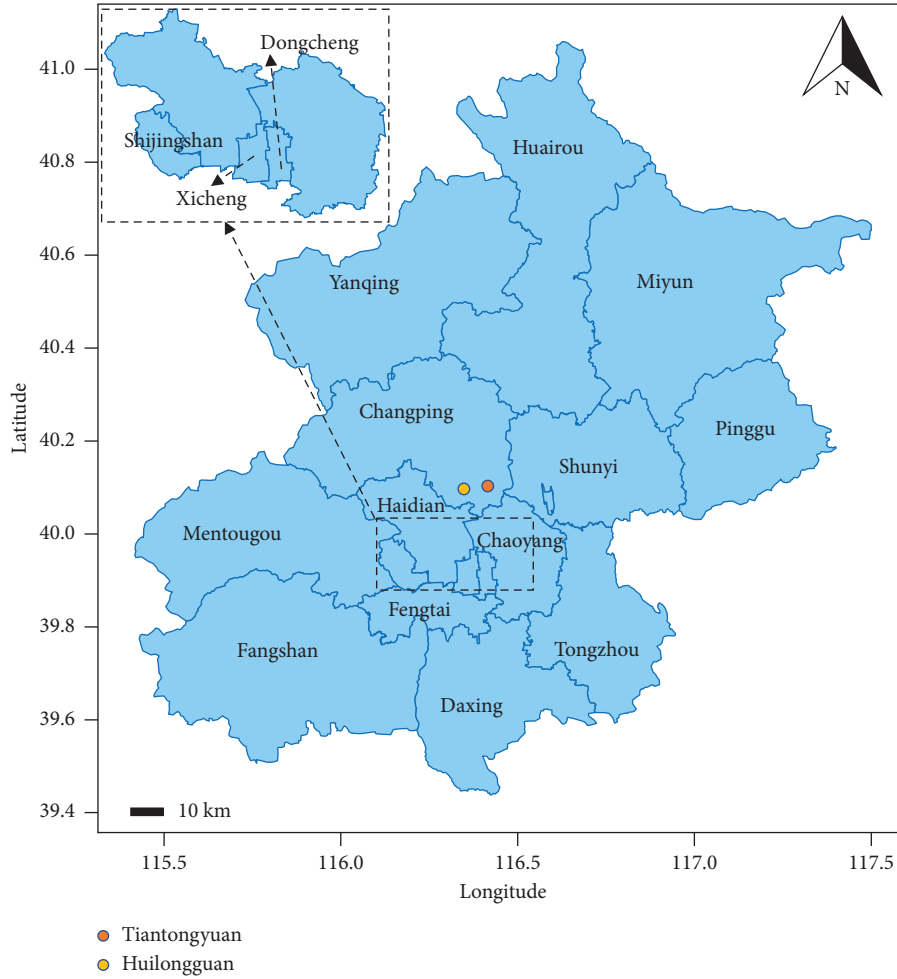 Dongcheng
Shijingshan
Xicheng
N
Huairou
Yanqing
Miyun
Changping
Pinggu
Shunyi
Haidian
Mentougou
Chaoyang
Fengtai
Fangshan
Tongzhou
Daxing
10 km
41.0
40.8
40.6
40.4
40.2
40.0
39.8
39.6
39.4
Latitude
115.5 116.0 116.5 117.0 117.5
Longitude
Tiantongyuan
Huilongguan